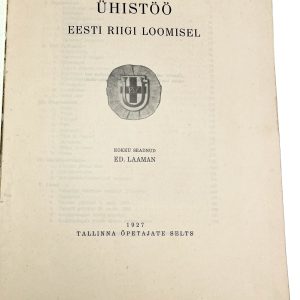 ÜHISTÖÖ
EESTI RIIGI LOOMISEL
KOKKU SEADNUD
ED. LAAMAN
1927
TALLINNA ÕPETAJATE SELTS